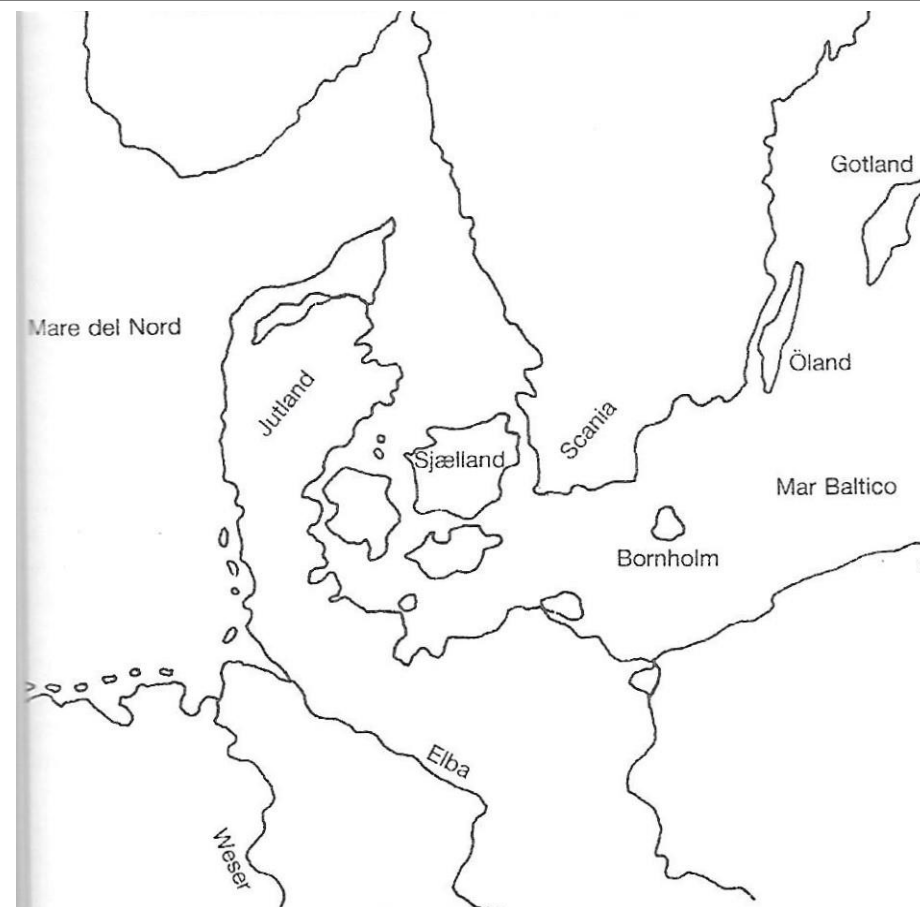 Gotland
Mare del Nord
Öland
Jutland
Scania
Sjælland
Mar Baltico
Bornholm
Elba
Weser